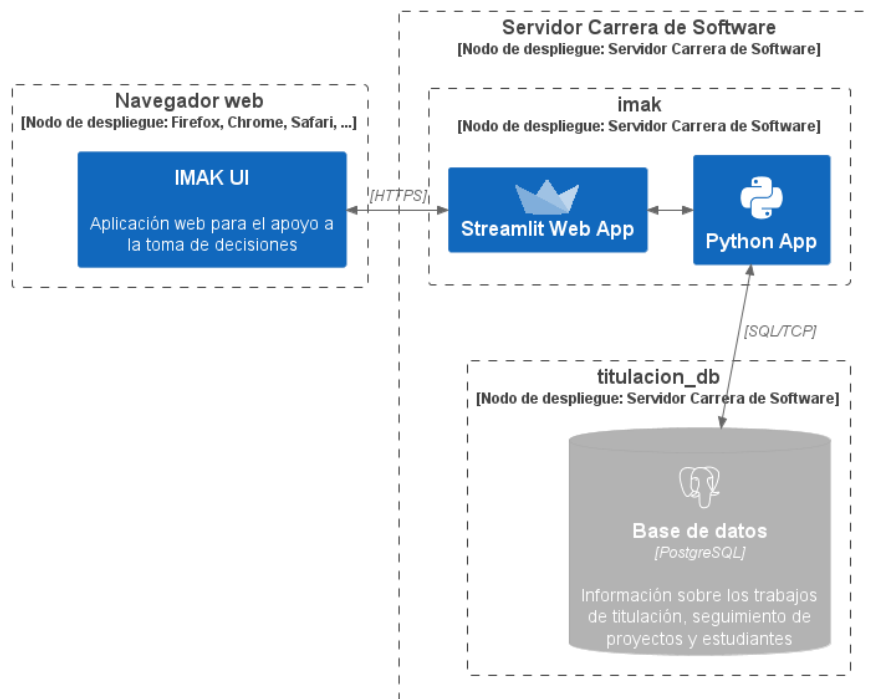 Servidor Carrera de Software
[Nodo de despliegue: Servidor Carrera de Software]
Navegador web
[Nodo de despliegue: Firefox, Chrome, Safari, ...]
IMAK UI
Aplicación web para el apoyo a
la toma de decisiones
[HTTPS]
imak
[Nodo de despliegue: Servidor Carrera de Software]
Streamlit Web App
Python App
[SQL/TCP]
titulacion_db
[Nodo de despliegue: Servidor Carrera de Software]
Base de datos
[PostgreSQL]
Información sobre los trabajos
de titulación, seguimiento de
proyectos y estudiantes